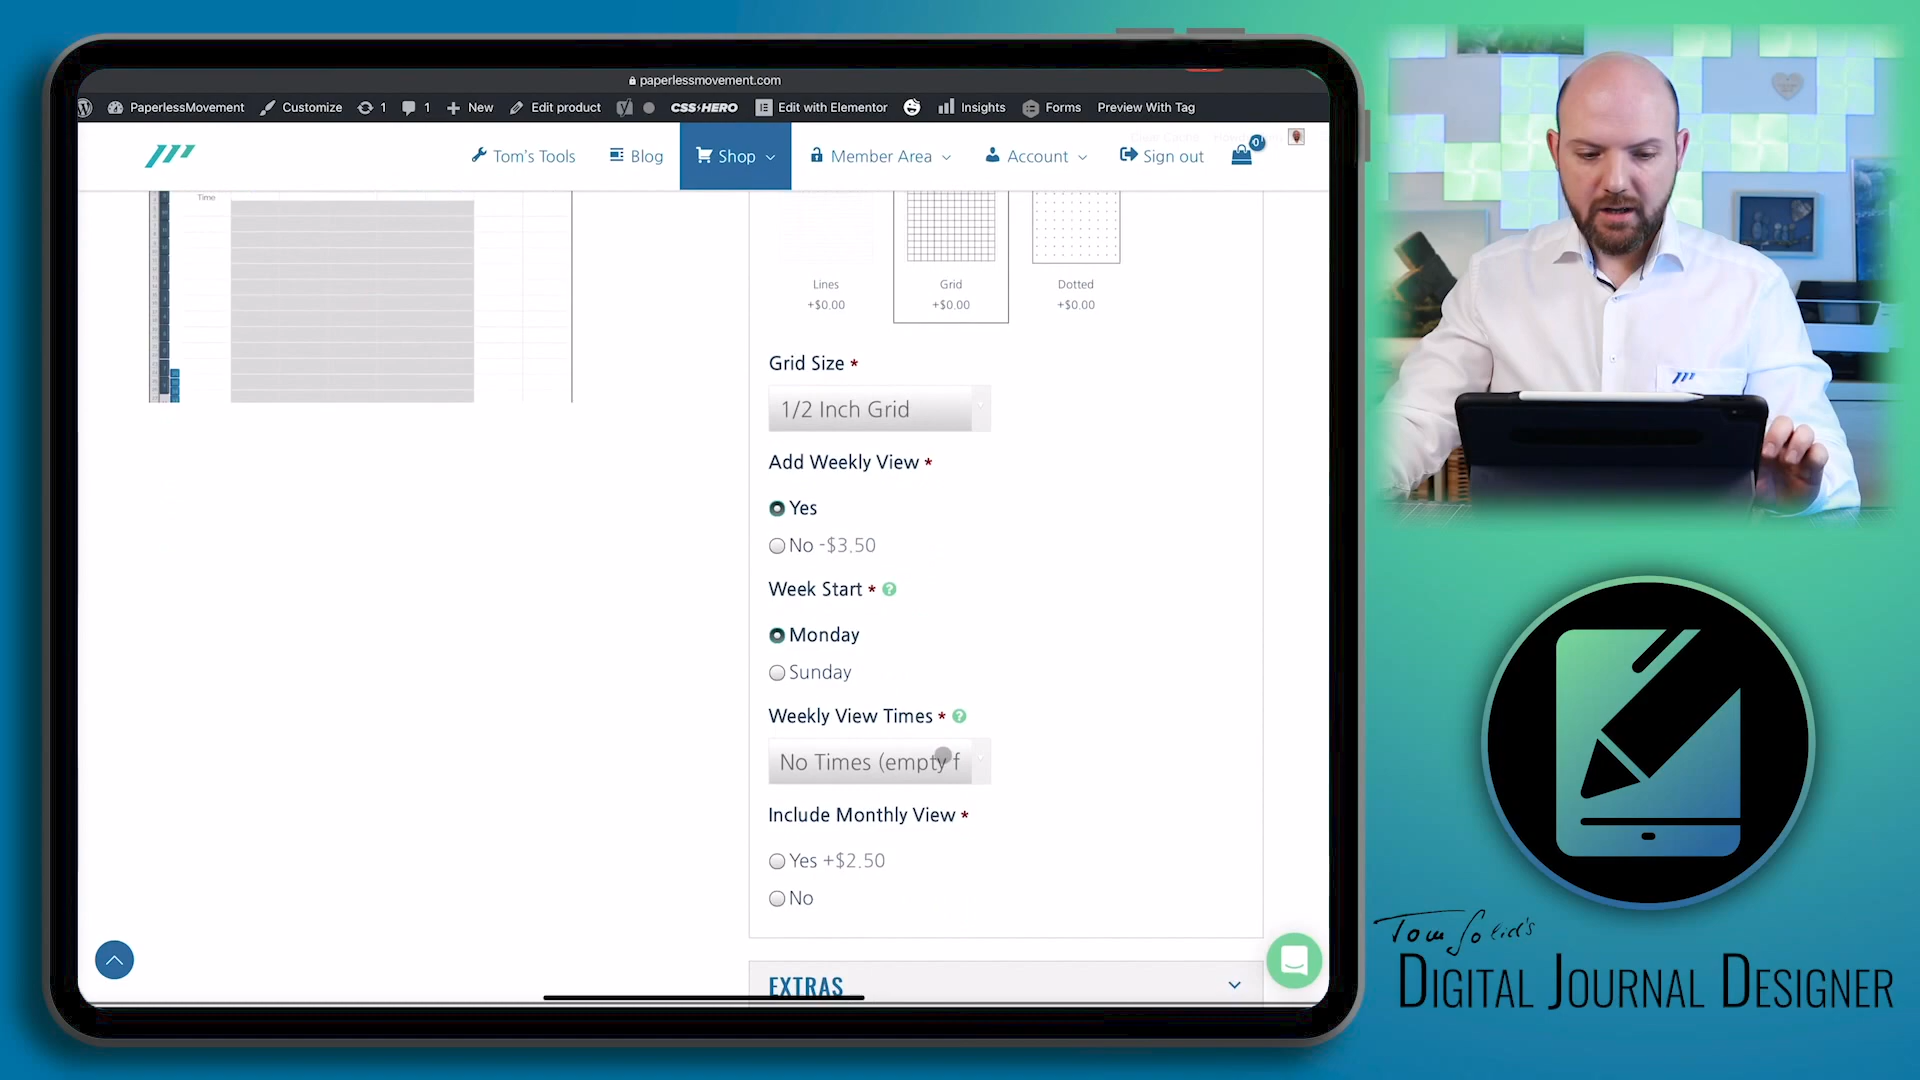 paperlessmovement.com
PaperlessMovement Customize 1 1 New Edit product CSS HERO Edit with Elementor Insights Forms Preview With Tag
Tom's Tools Blog Shop Member Area Account Sign out 0
Time
Lines Grid Dotted
+$0.00 +$0.00 +$0.00
Grid Size *
1/2 Inch Grid
Add Weekly View *
Yes
No -$3.50
Week Start * ?
Monday
Sunday
Weekly View Times * ?
No Times (empty f
Include Monthly View *
Yes +$2.50
No
EXTRAS
Tom Solid's
DIGITAL JOURNAL DESIGNER